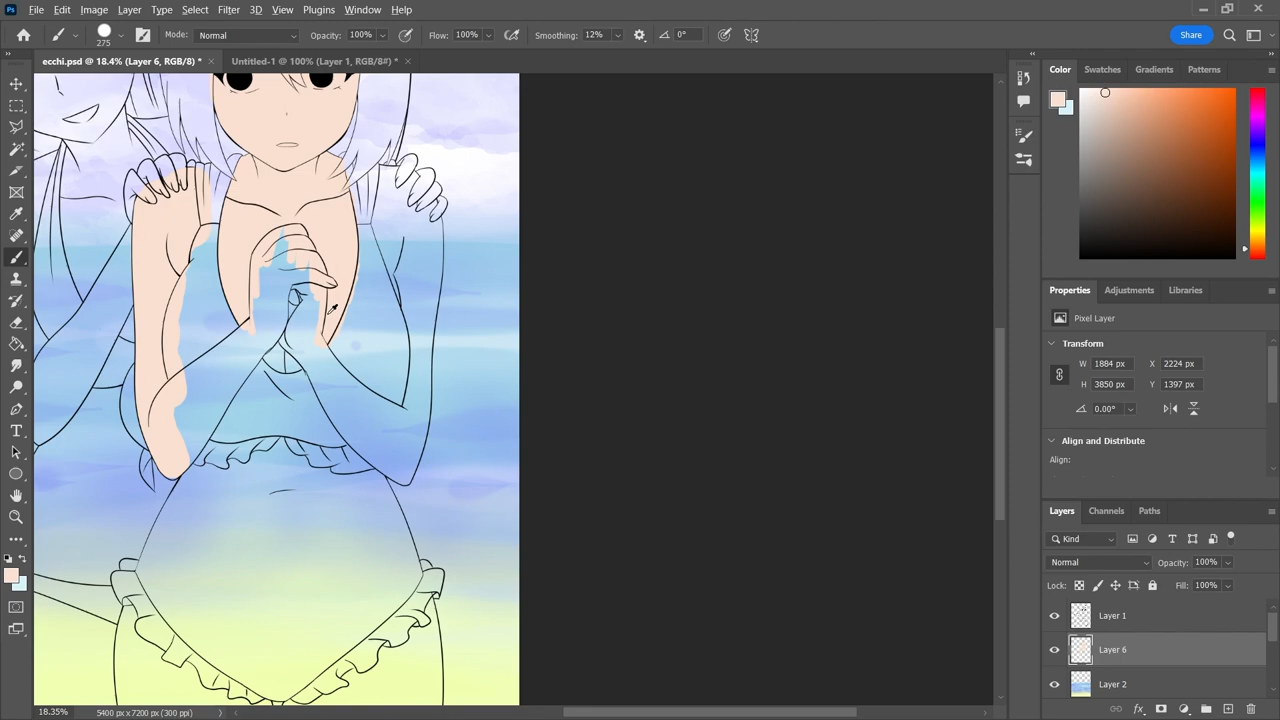 Ps File Edit Image Layer Type Select Filter 3D View Plugins Window Help
275 Mode: Normal Opacity: 100% Flow: 100% Smoothing: 12% 0° Share
ecchi.psd @ 18.4% (Layer 6, RGB/8) * Untitled-1 @ 100% (Layer 1, RGB/8#) *
Color Swatches Gradients Patterns
Properties Adjustments Libraries
Pixel Layer
Transform
W 1884 px X 2224 px
H 3850 px Y 1397 px
0.00°
Align and Distribute
Align:
Layers Channels Paths
Kind
Normal Opacity: 100%
Lock: Fill: 100%
Layer 1
Layer 6
Layer 2
18.35% 5400 px x 7200 px (300 ppi)